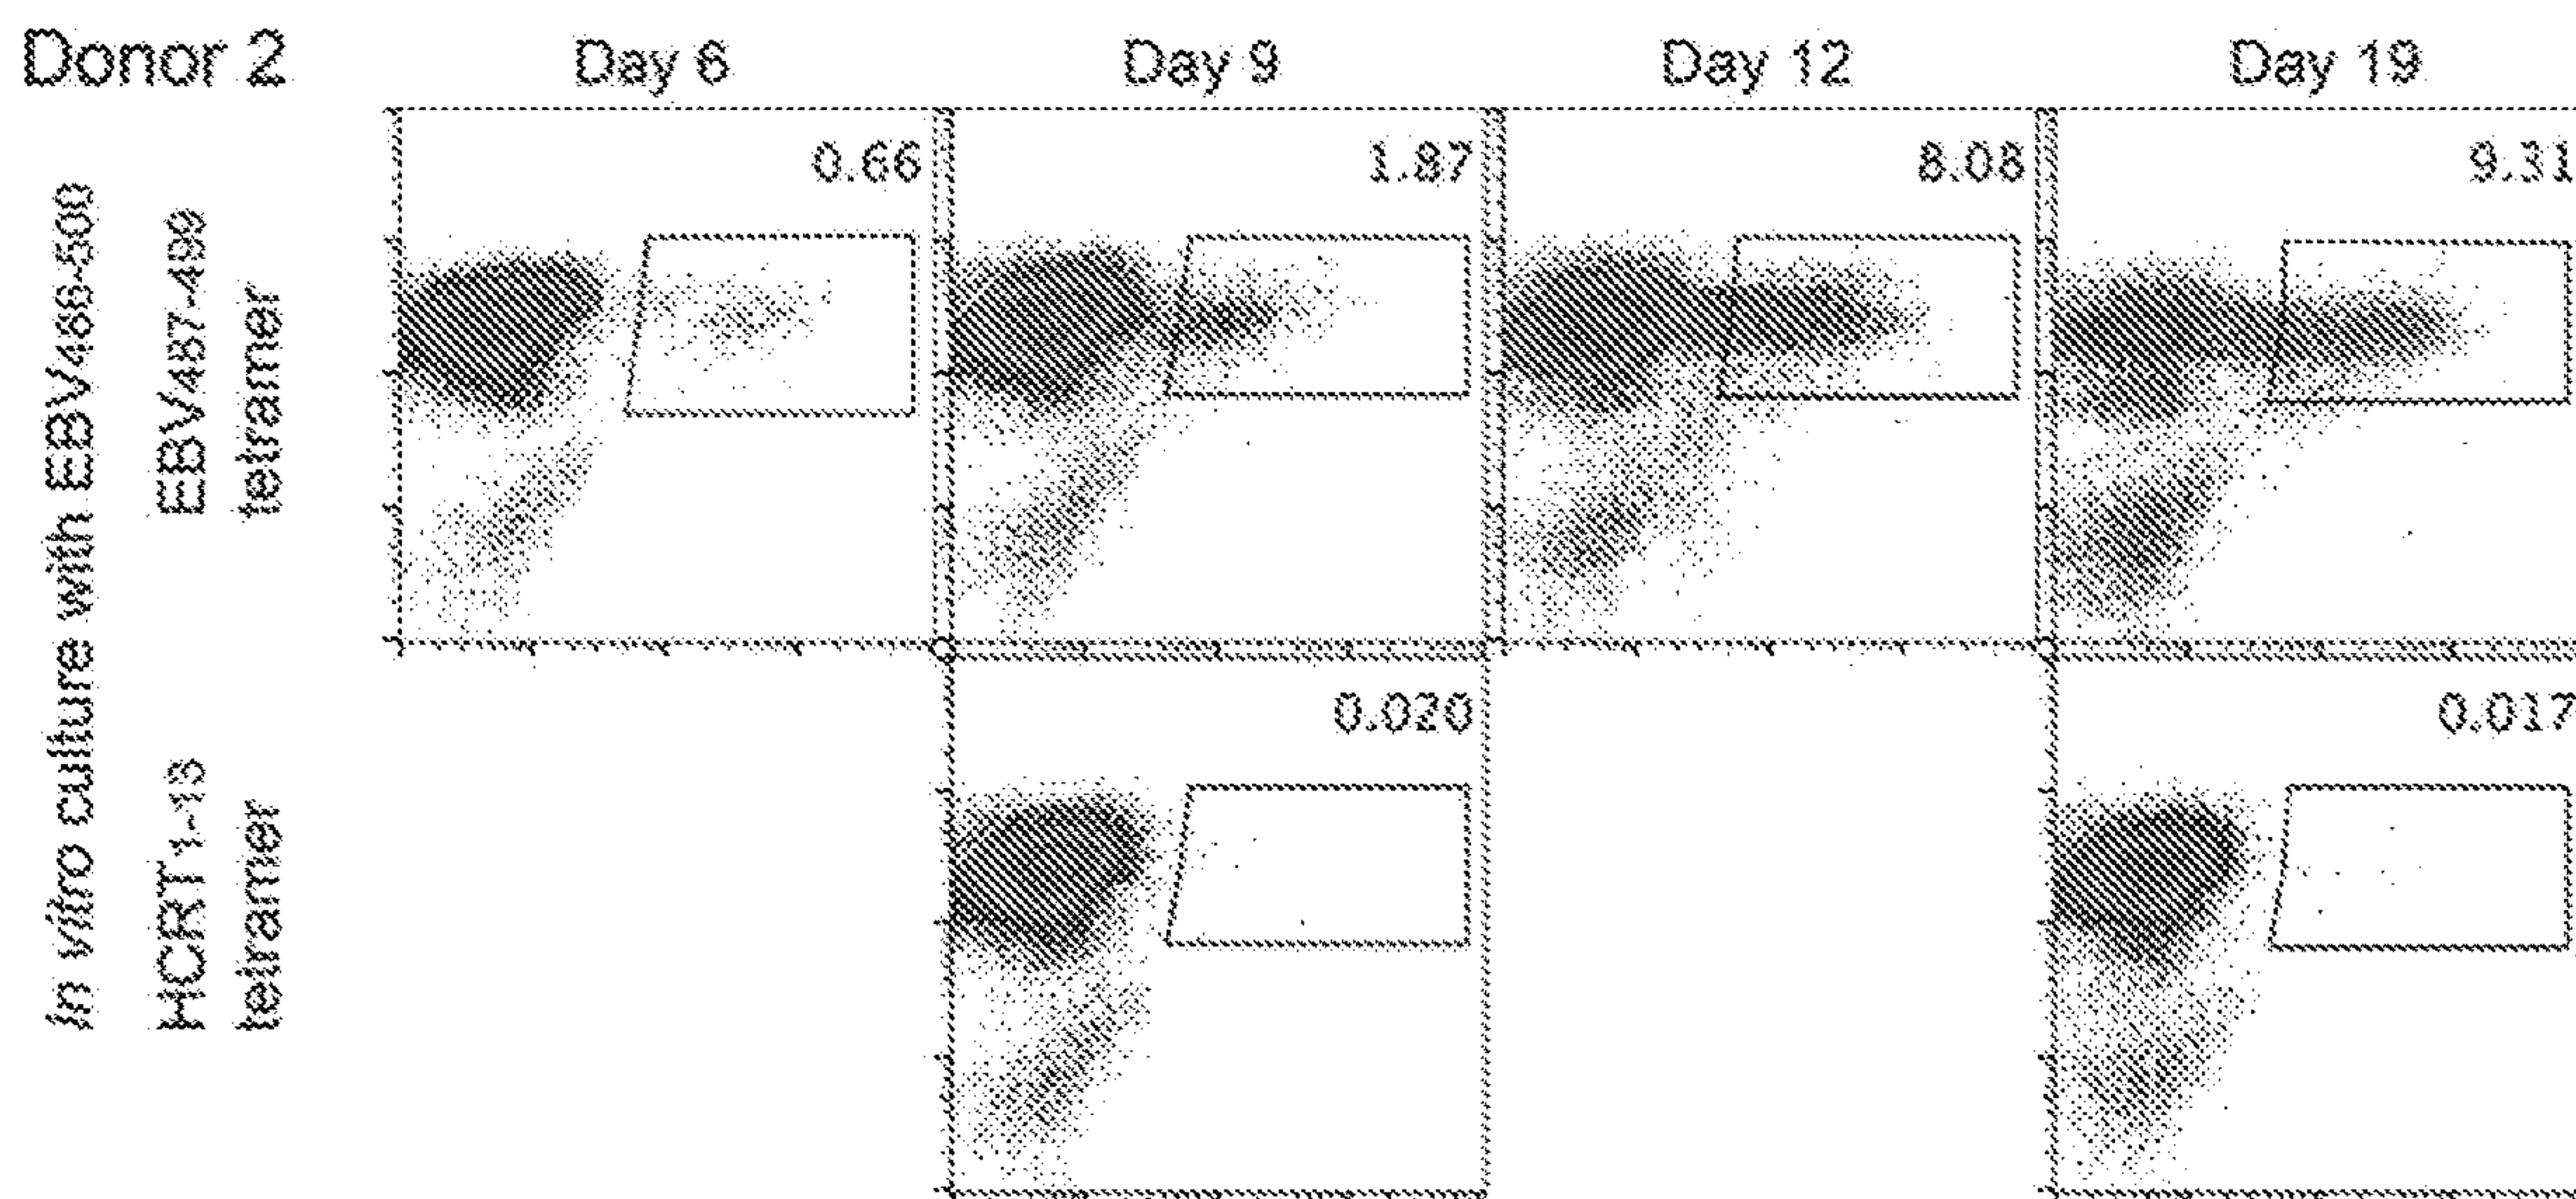 Donor 2
Day 6
Day 9
Day 12
Day 19
In vitro culture with EBV486-500
EBV487-499
tetramer
0.66
1.87
8.08
9.31
HCRT1-13
tetramer
0.020
0.017